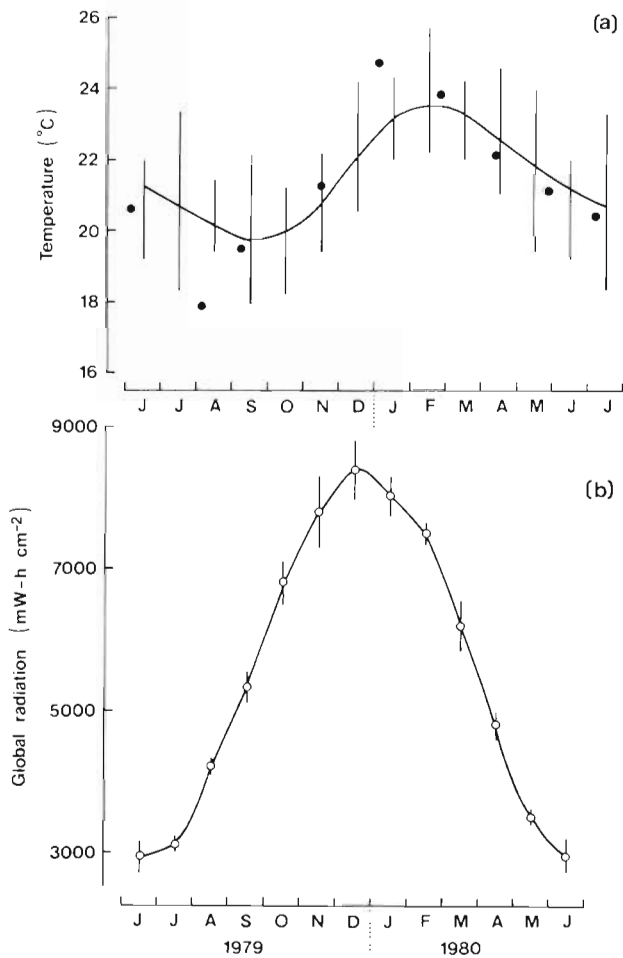 (a)
Temperature (°C)
26
24
22
20
18
16
J J A S O N D J F M A M J J
(b)
Global radiation (mW-h cm-2)
9000
7000
5000
3000
J J A S O N D J F M A M J
1979 1980